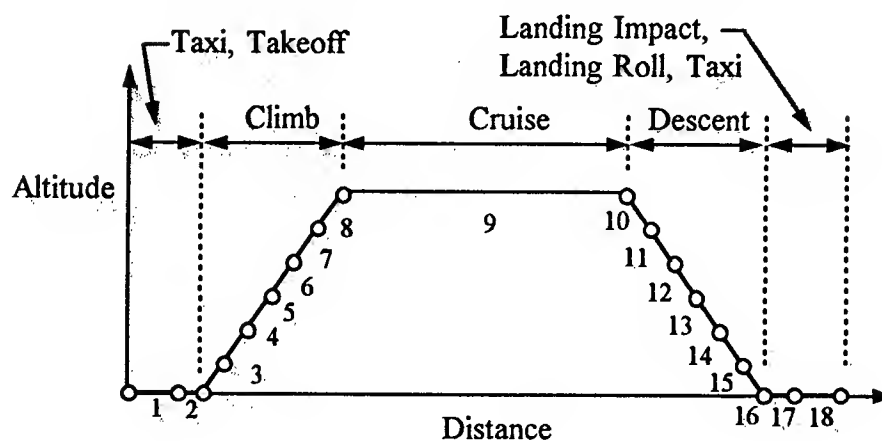 Taxi, Takeoff
Landing Impact,
Landing Roll, Taxi
Climb
Cruise
Descent
Altitude
1
2
3
4
5
6
7
8
9
10
11
12
13
14
15
16
17
18
Distance